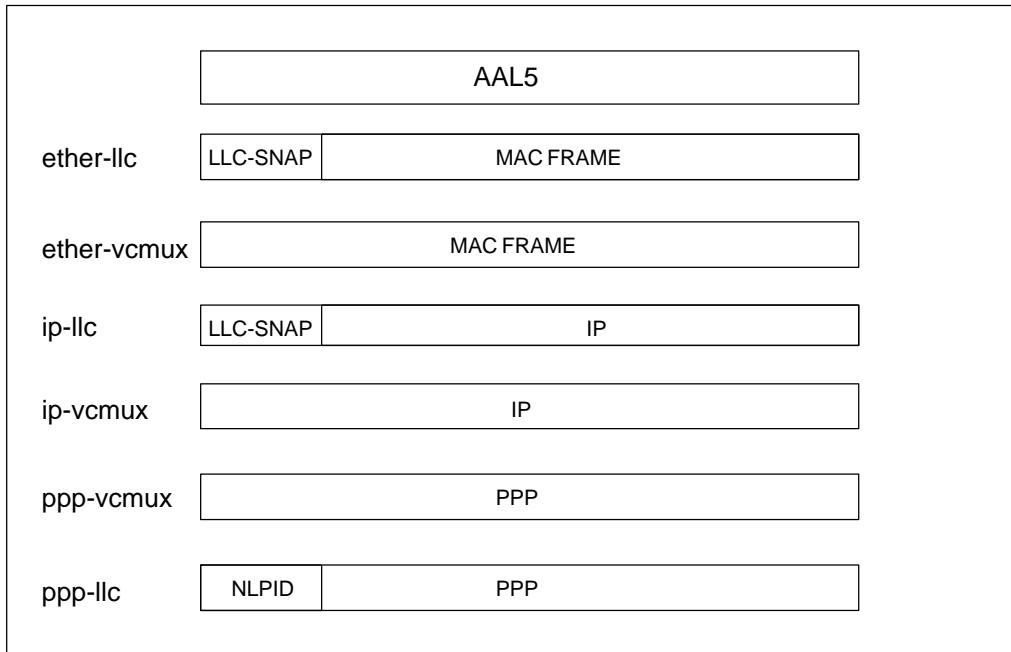 AAL5
ether-llc LLC-SNAP MAC FRAME
ether-vcmux MAC FRAME
ip-llc LLC-SNAP IP
ip-vcmux IP
ppp-vcmux PPP
ppp-llc NLPID PPP